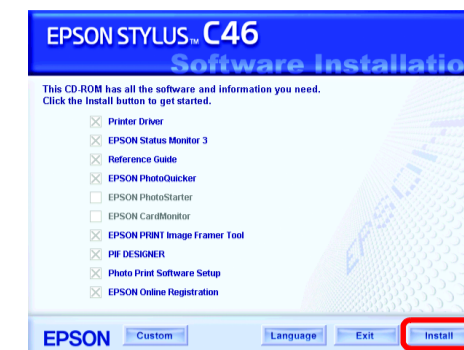 EPSON STYLUS™ C46
Software Installatio
This CD-ROM has all the software and information you need.
Click the Install button to get started.
Printer Driver
EPSON Status Monitor 3
Reference Guide
EPSON PhotoQuicker
EPSON PhotoStarter
EPSON CardMonitor
EPSON PRINT Image Framer Tool
PIF DESIGNER
Photo Print Software Setup
EPSON Online Registration
EPSON
EPSON Custom Language Exit Install